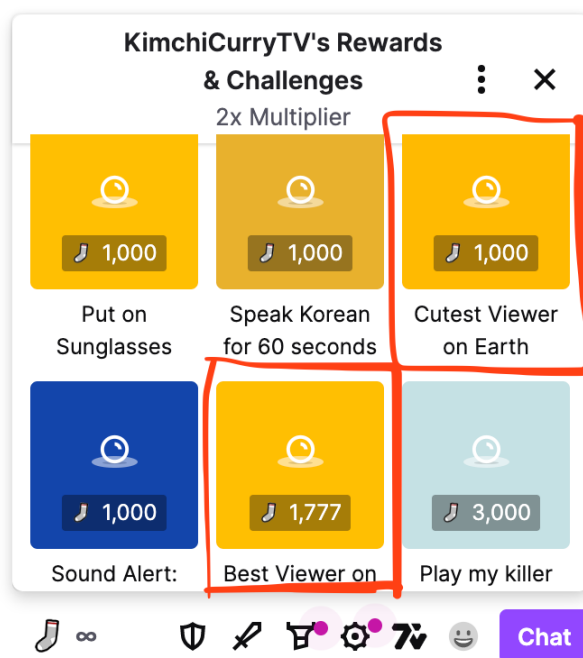 KimchiCurryTV's Rewards
& Challenges
2x Multiplier
1,000
1,000
1,000
Put on
Sunglasses
Speak Korean
for 60 seconds
Cutest Viewer
on Earth
1,000
1,777
3,000
Sound Alert:
Best Viewer on
Play my killer
∞
Chat